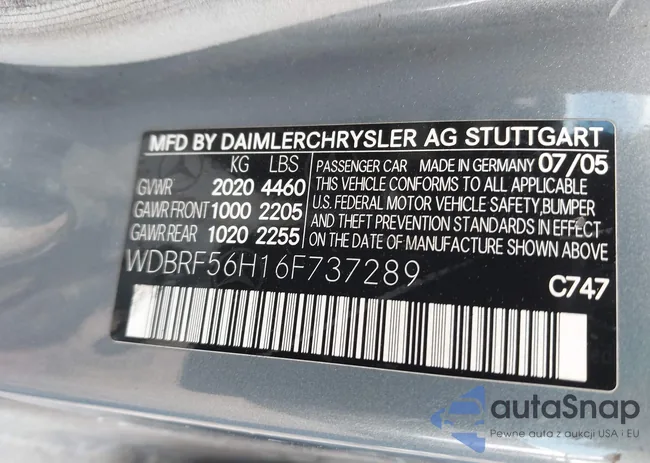 MFD BY DAIMLERCHRYSLER AG STUTTGART
KG LBS
GVWR 2020 4460
GAWR FRONT 1000 2205
GAWR REAR 1020 2255
PASSENGER CAR MADE IN GERMANY 07/05
THIS VEHICLE CONFORMS TO ALL APPLICABLE
U.S. FEDERAL MOTOR VEHICLE SAFETY,BUMPER
AND THEFT PREVENTION STANDARDS IN EFFECT
ON THE DATE OF MANUFACTURE SHOWN ABOVE.
WDBRF56H16F737289
C747
autaSnap
Pewne auta z aukcji USA i EU